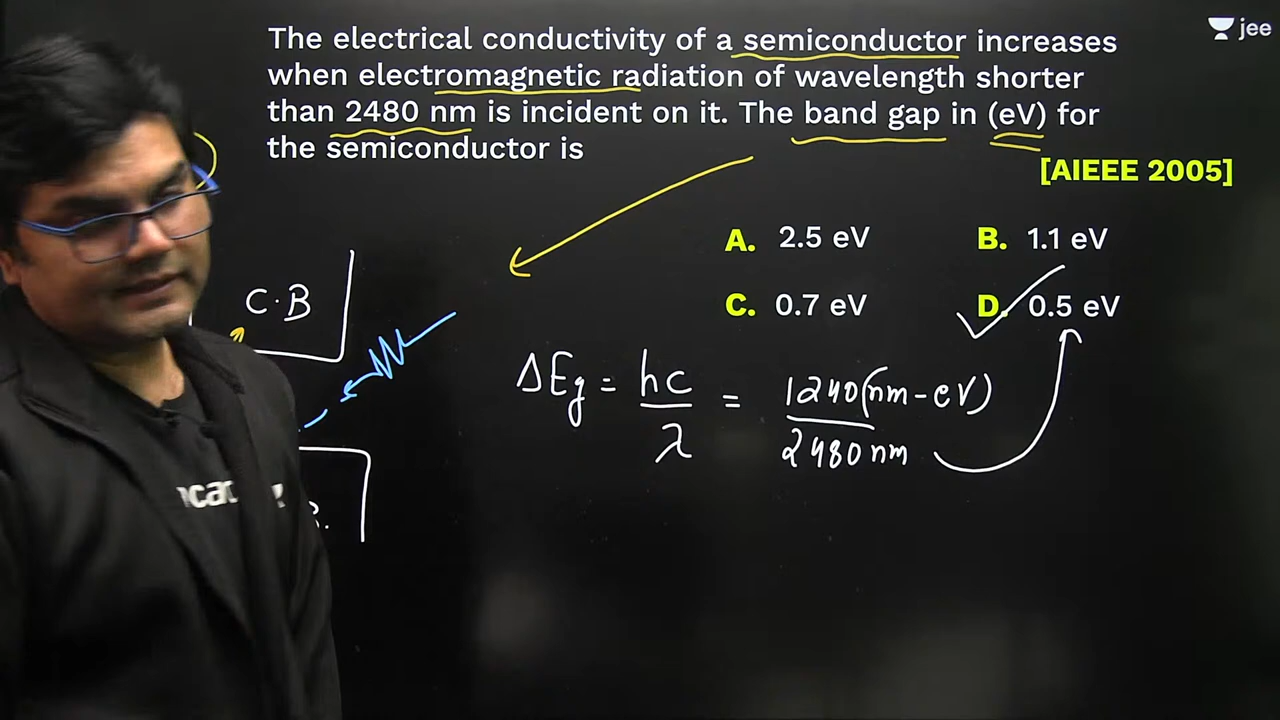 The electrical conductivity of a semiconductor increases
when electromagnetic radiation of wavelength shorter
than 2480 nm is incident on it. The band gap in (eV) for
the semiconductor is
[AIEEE 2005]
jee
A. 2.5 eV B. 1.1 eV
C. 0.7 eV D. 0.5 eV
C.B
ΔEg = hc/λ = 1240(nm-eV)/2480nm